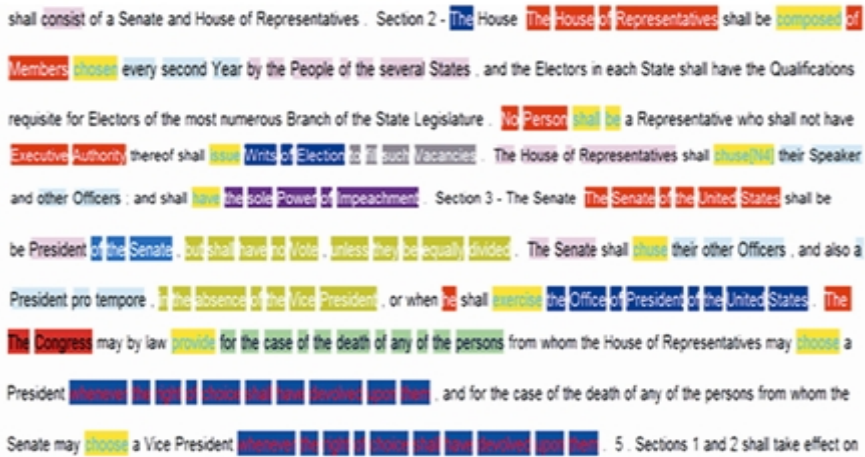 shall consist of a Senate and House of Representatives . Section 2 - The House The House of Representatives shall be composed of
Members chosen every second Year by the People of the several States , and the Electors in each State shall have the Qualifications
requisite for Electors of the most numerous Branch of the State Legislature . No Person shall be a Representative who shall not have
Executive Authority thereof shall issue Writs of Election to fill such Vacancies . The House of Representatives shall chuse[N4] their Speaker
and other Officers ; and shall have the sole Power of Impeachment . Section 3 - The Senate The Senate of the United States shall be
be President of the Senate , but shall have no Vote , unless they be equally divided . The Senate shall chuse their other Officers , and also a
President pro tempore , in the absence of the Vice President , or when he shall exercise the Office of President of the United States . The
The Congress may by law provide for the case of the death of any of the persons from whom the House of Representatives may choose a
President whenever the right of choice shall have devolved upon them , and for the case of the death of any of the persons from whom the
Senate may choose a Vice President whenever the right of choice shall have devolved upon them . 5 . Sections 1 and 2 shall take effect on